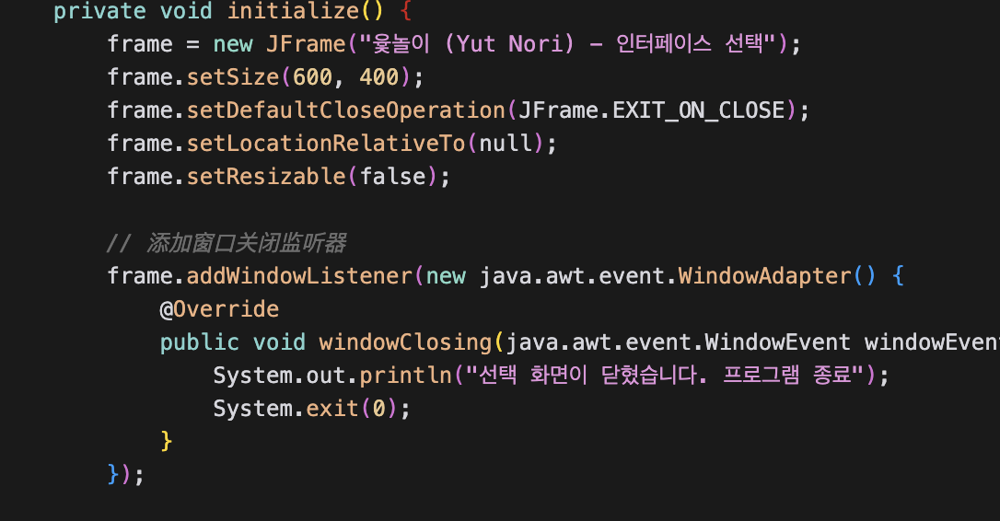 private void initialize() {
frame = new JFrame("윷놀이 (Yut Nori) - 인터페이스 선택");
frame.setSize(600, 400);
frame.setDefaultCloseOperation(JFrame.EXIT_ON_CLOSE);
frame.setLocationRelativeTo(null);
frame.setResizable(false);
// 添加窗口关闭监听器
frame.addWindowListener(new java.awt.event.WindowAdapter() {
@Override
public void windowClosing(java.awt.event.WindowEvent windowEven
System.out.println("선택 화면이 닫혔습니다. 프로그램 종료");
System.exit(0);
}
});